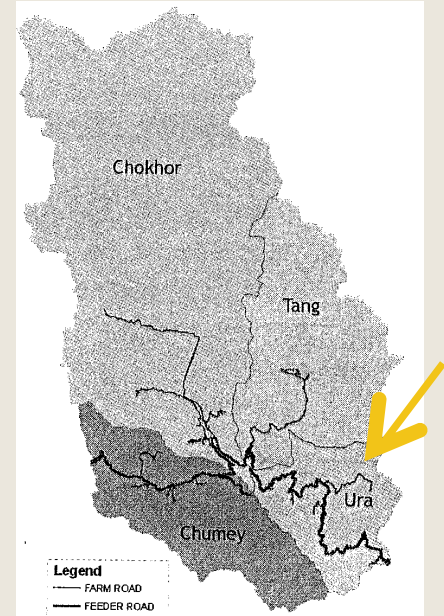 Chokhor
Tang
Ura
Chumey
Legend
FARM ROAD
FEEDER ROAD